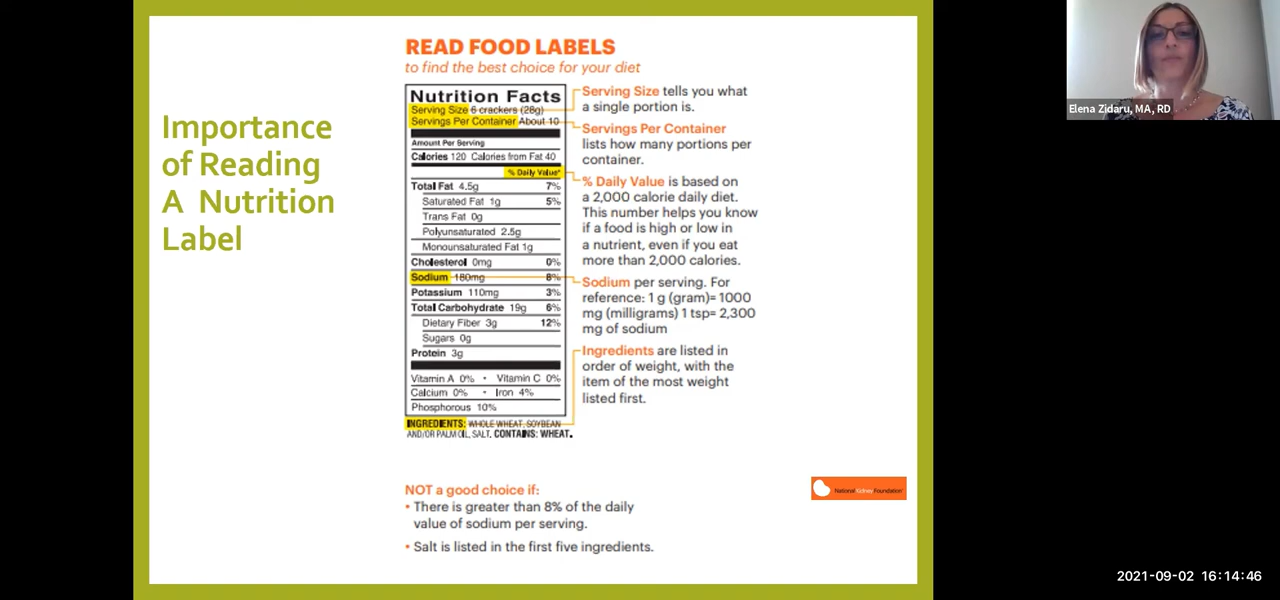 Importance
of Reading
A Nutrition
Label
READ FOOD LABELS
to find the best choice for your diet
Nutrition Facts
Serving Size 6 crackers (28g)
Servings Per Container About 10
Amount Per Serving
Calories 120 Calories from Fat 40
% Daily Value*
Total Fat 4.5g 7%
Saturated Fat 1g 5%
Trans Fat 0g
Polyunsaturated 2.5g
Monounsaturated Fat 1g
Cholesterol 0mg 0%
Sodium 180mg 8%
Potassium 110mg 3%
Total Carbohydrate 19g 6%
Dietary Fiber 3g 12%
Sugars 0g
Protein 3g
Vitamin A 0% • Vitamin C 0%
Calcium 0% • Iron 4%
Phosphorous 10%
INGREDIENTS: WHOLE WHEAT, SOYBEAN
AND/OR PALM OIL, SALT. CONTAINS: WHEAT.
Serving Size tells you what
a single portion is.
Servings Per Container
lists how many portions per
container.
% Daily Value is based on
a 2,000 calorie daily diet.
This number helps you know
if a food is high or low in
a nutrient, even if you eat
more than 2,000 calories.
Sodium per serving. For
reference: 1 g (gram)= 1000
mg (milligrams) 1 tsp= 2,300
mg of sodium
Ingredients are listed in
order of weight, with the
item of the most weight
listed first.
NOT a good choice if:
• There is greater than 8% of the daily
value of sodium per serving.
• Salt is listed in the first five ingredients.
National Kidney Foundation
Elena Zidaru, MA, RD
2021-09-02 16:14:46